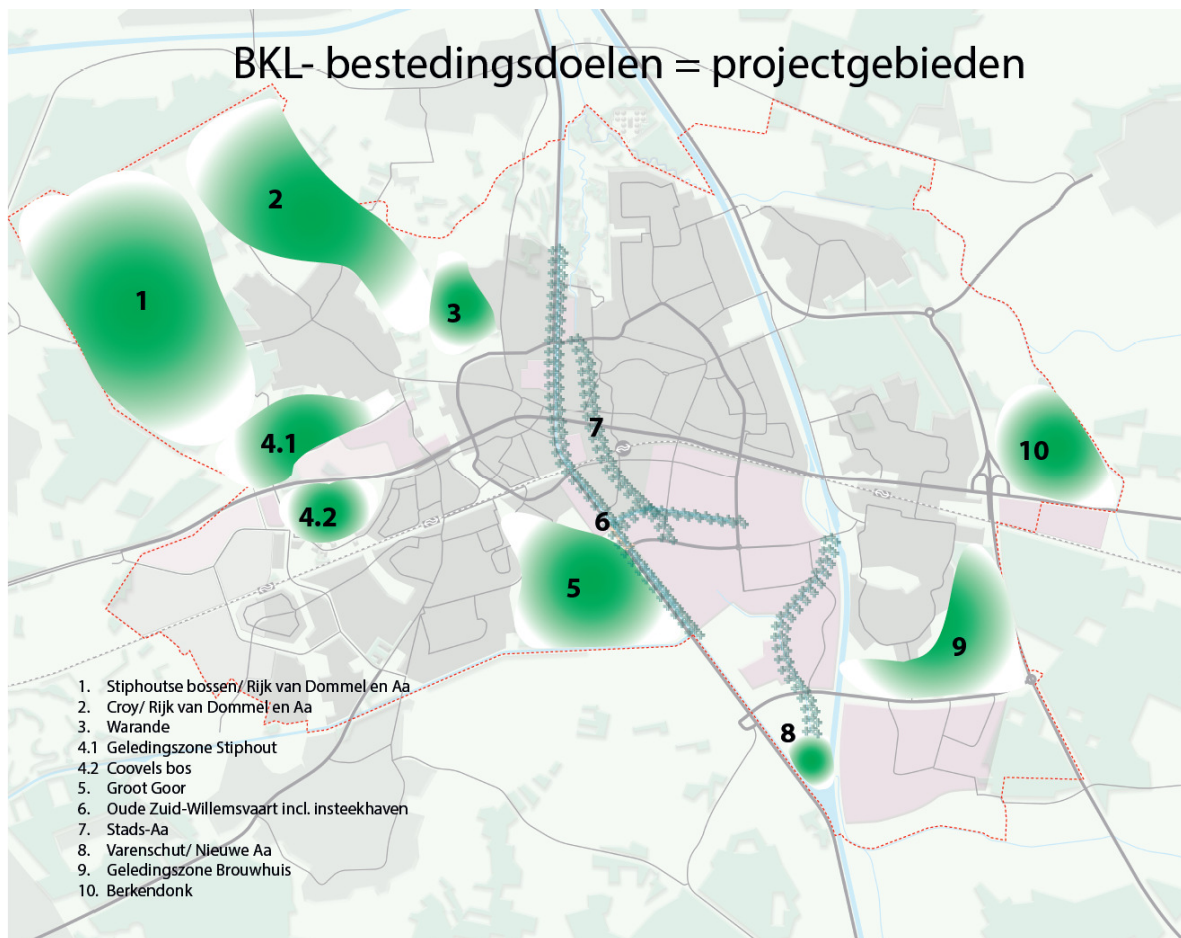 BKL- bestedingsdoelen = projectgebieden
2
1
3
4.1
7
10
4.2
6
5
9
8
1. Stiphoutse bossen/ Rijk van Dommel en Aa
2. Croy/ Rijk van Dommel en Aa
3. Warande
4.1 Geledingszone Stiphout
4.2 Coovels bos
5. Groot Goor
6. Oude Zuid-Willemsvaart incl. insteekhaven
7. Stads-Aa
8. Varenschut/ Nieuwe Aa
9. Geledingszone Brouwhuis
10. Berkendonk